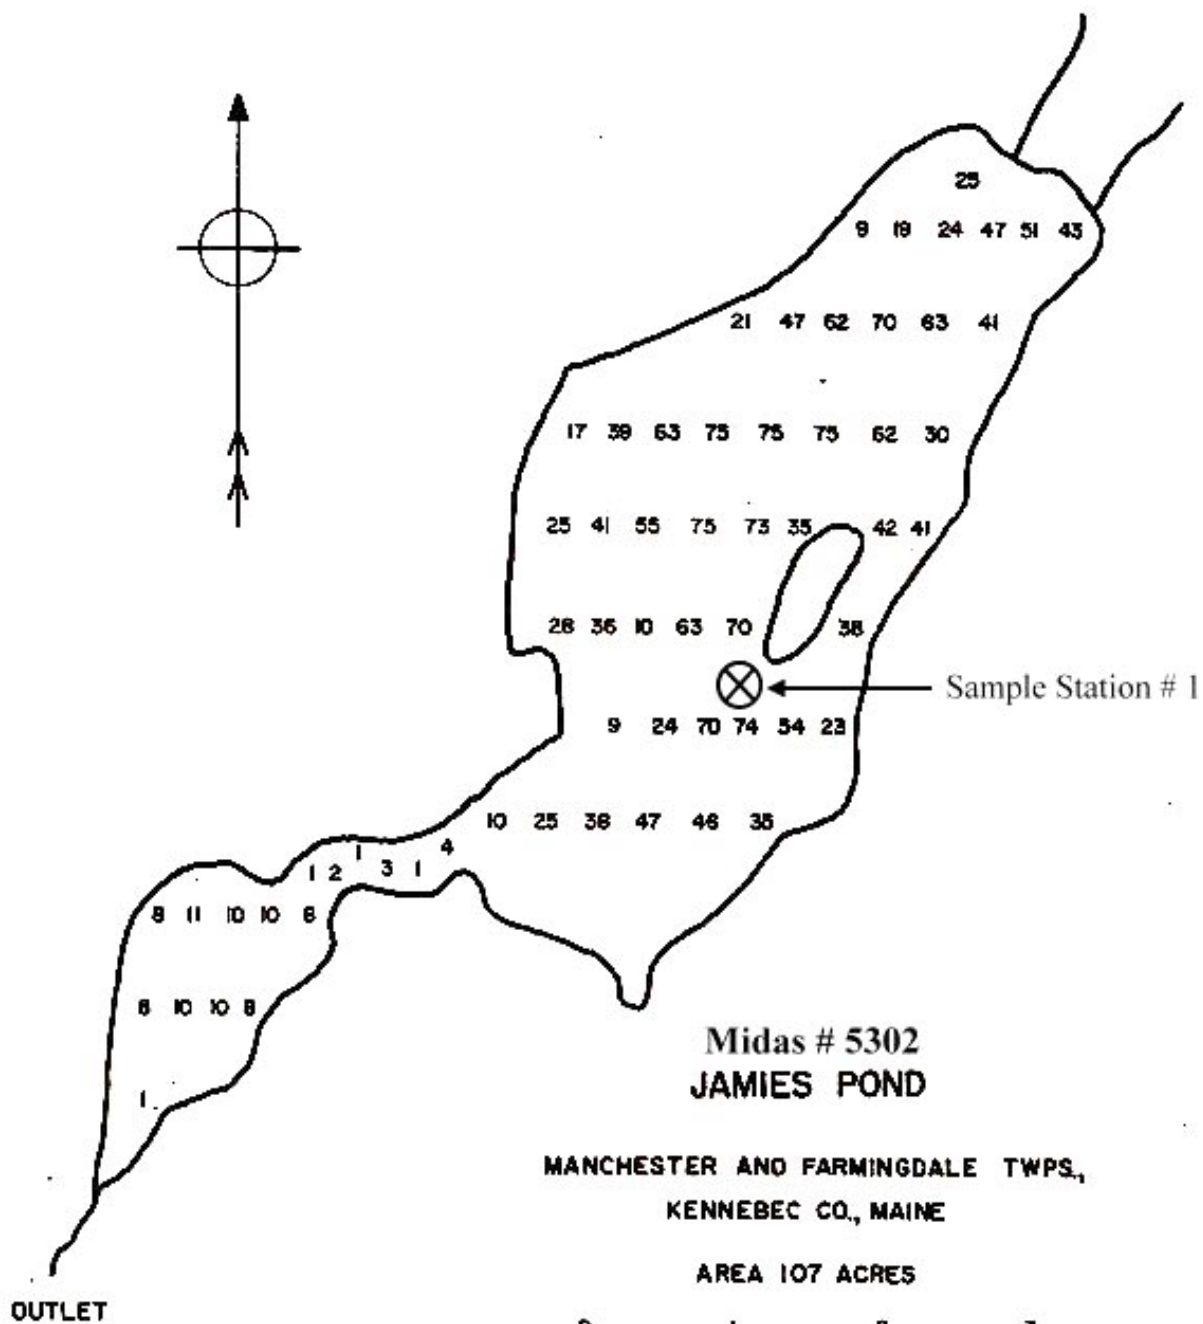 25
9 19 24 47 51 43
21 47 62 70 63 41
17 39 63 75 75 75 62 30
25 41 55 75 73 35 42 41
28 36 10 63 70 38
Sample Station # 1
9 24 70 74 54 23
10 25 38 47 46 35
1 2 1 3 1 4
8 11 10 10 6
6 10 10 8
1
Midas # 5302
JAMIES POND
MANCHESTER AND FARMINGDALE TWPS.,
KENNEBEC CO., MAINE
AREA 107 ACRES
OUTLET